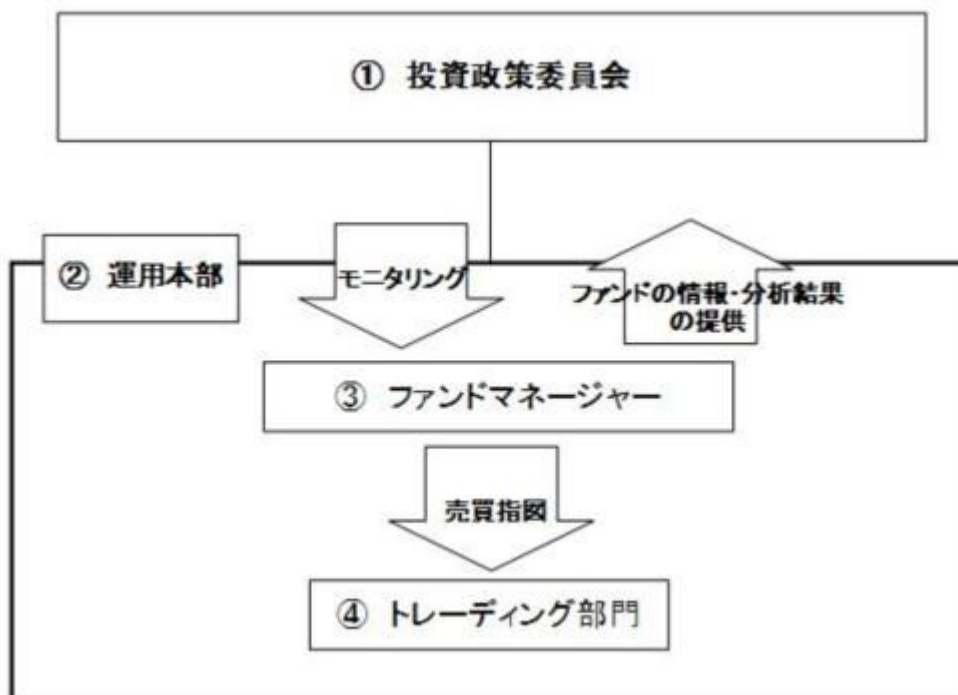 ① 投資政策委員会
② 運用本部
モニタリング
ファンドの情報・分析結果
の提供
③ ファンドマネージャー
売買指図
④ トレーディング部門